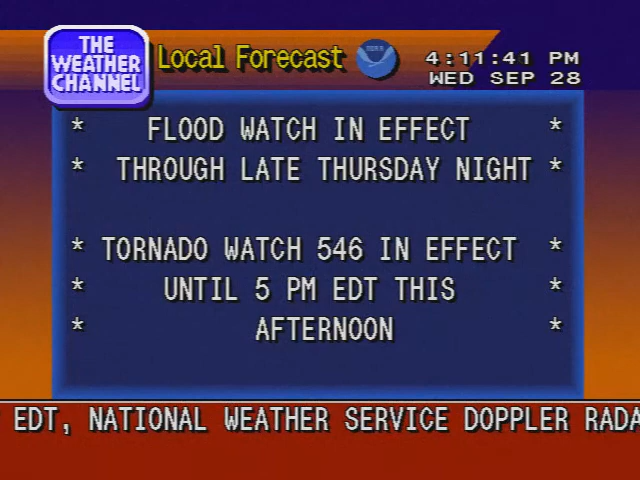 THE
WEATHER
CHANNEL
Local Forecast
4:11:41 PM
WED SEP 28
* FLOOD WATCH IN EFFECT *
* THROUGH LATE THURSDAY NIGHT *
* TORNADO WATCH 546 IN EFFECT *
* UNTIL 5 PM EDT THIS *
* AFTERNOON *
EDT, NATIONAL WEATHER SERVICE DOPPLER RADA